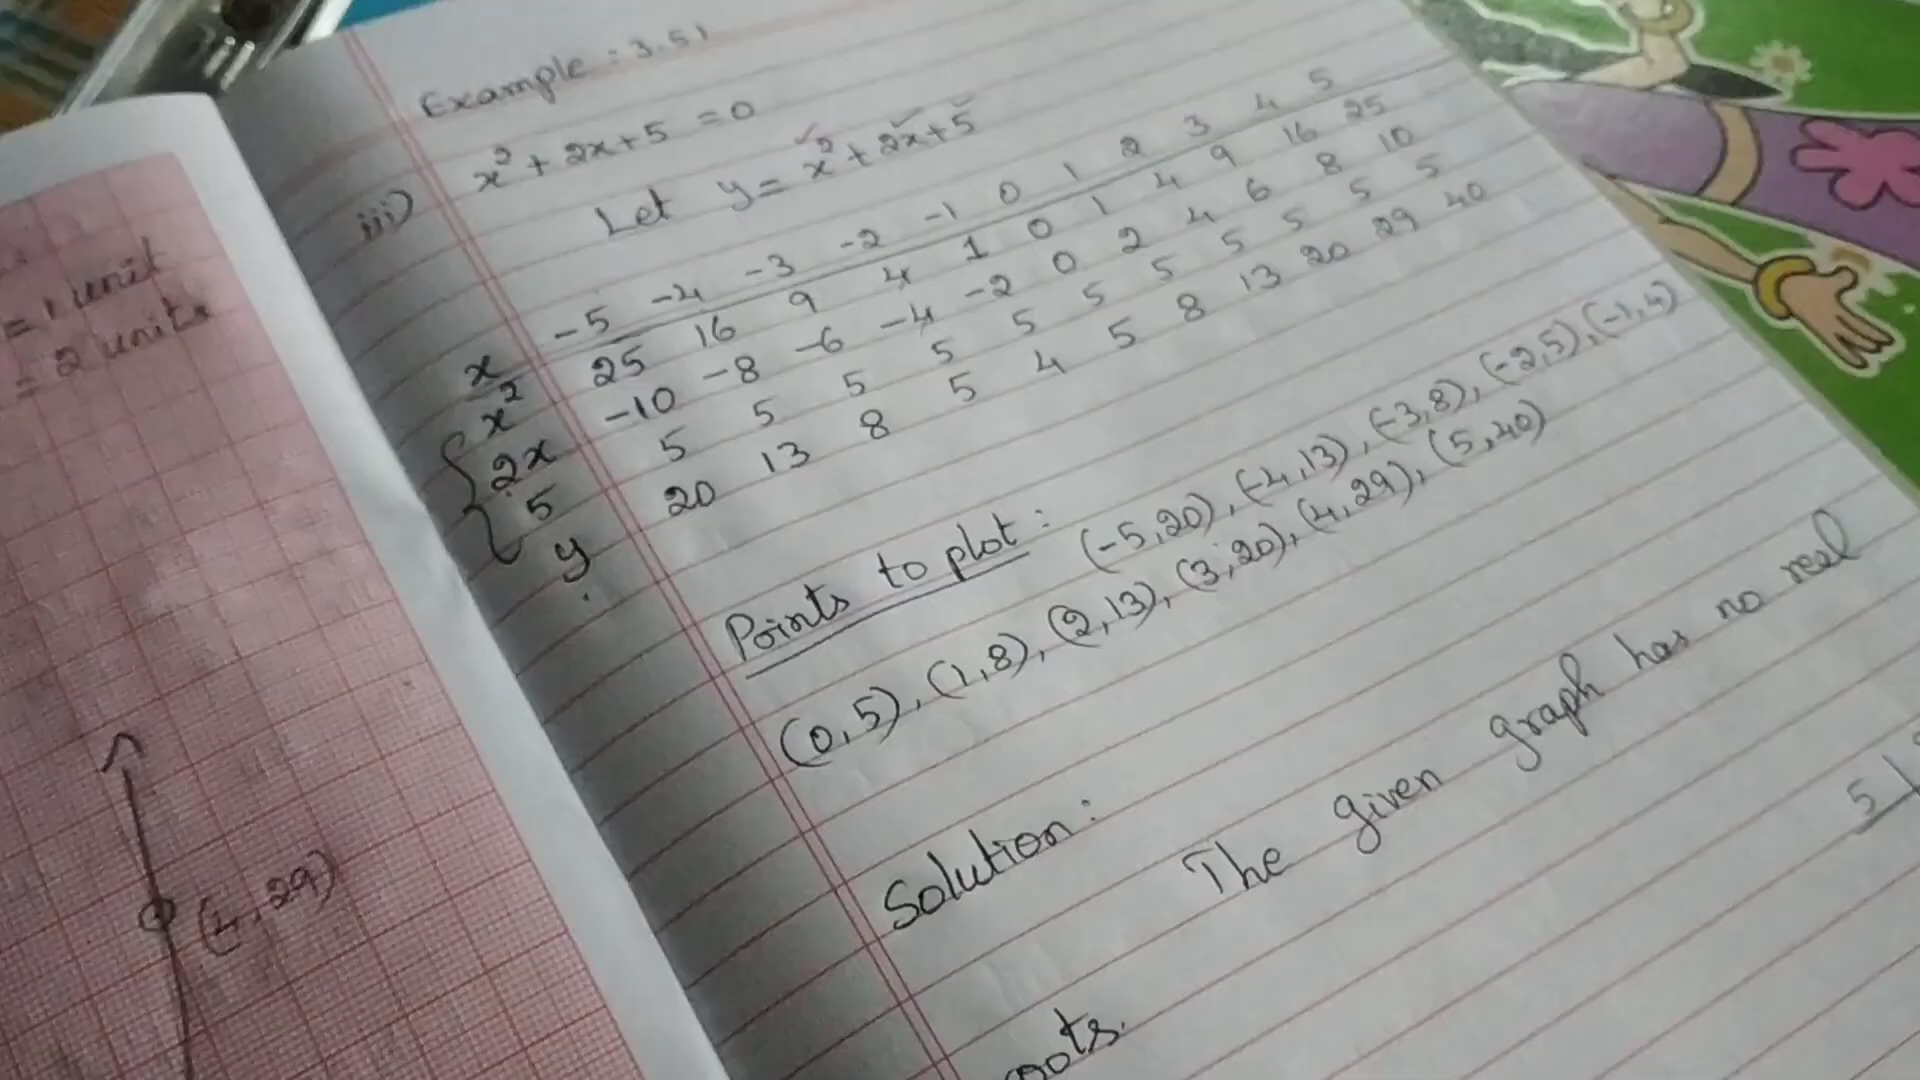 = 1 unit
= 2 units
(4,29)
Example : 3.51
iii) x² + 2x + 5 = 0
Let y = x² + 2x + 5
x -5 -4 -3 -2 -1 0 1 2 3 4 5
x² 25 16 9 4 1 0 1 4 9 16 25
2x -10 -8 -6 -4 -2 0 2 4 6 8 10
5 5 5 5 5 5 5 5 5 5 5 5
y 20 13 8 5 4 5 8 13 20 29 40
Points to plot : (-5,20), (-4,13), (-3,8), (-2,5), (-1,4)
(0,5), (1,8), (2,13), (3,20), (4,29), (5,40)
Solution :
The given graph has no real
5